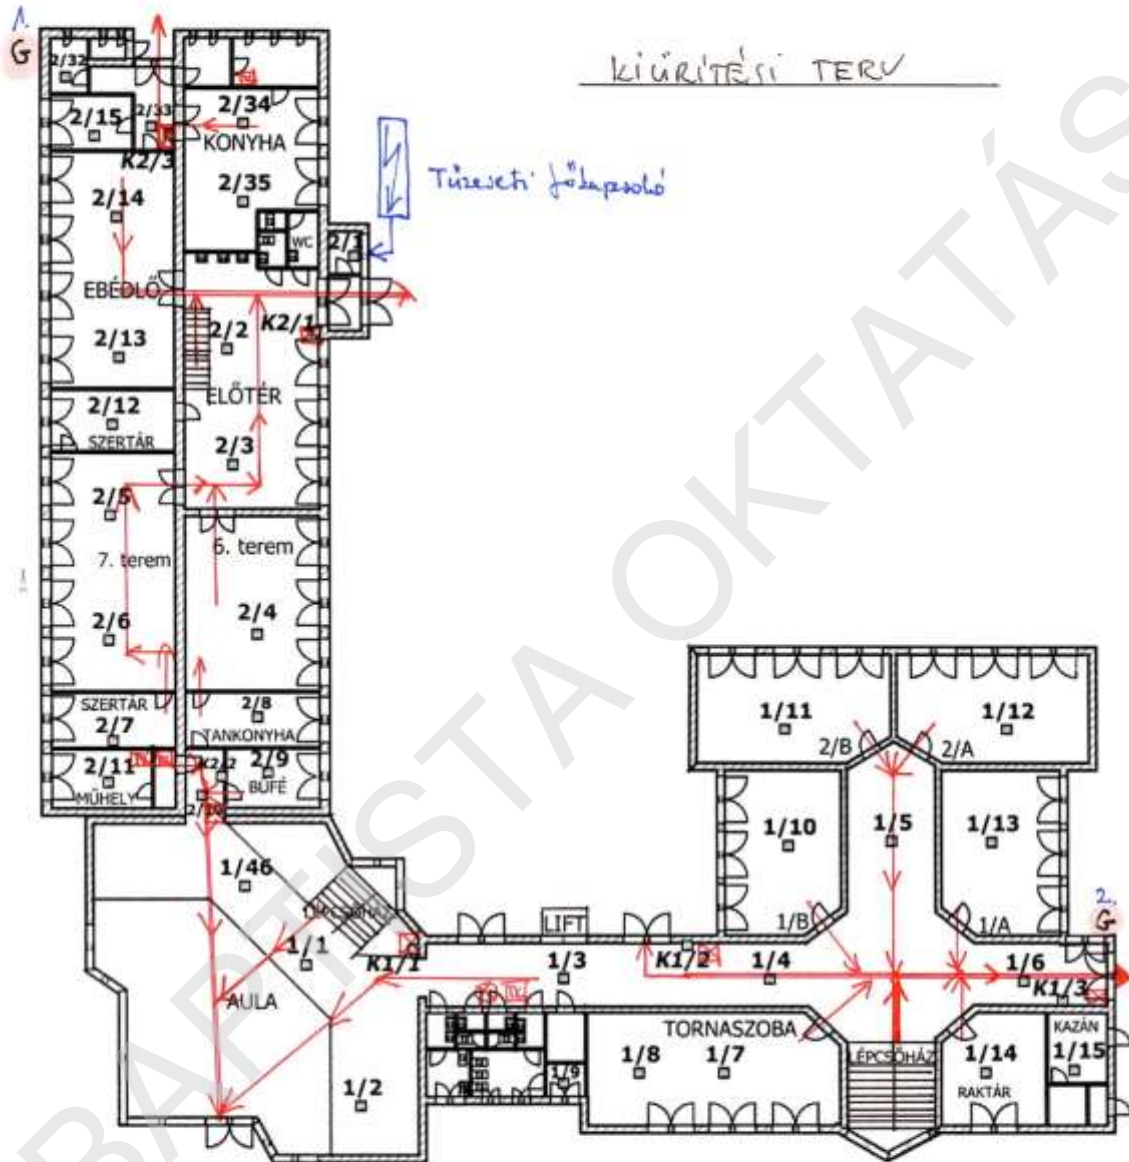 1.
G
KIÜRÍTÉSI TERV
2/32
2/15
2/33
2/34
KONYHA
K2/3
2/14
2/35
Tűzeseti főkapcsoló
WC
2/1
EBÉDLŐ
K2/1
2/2
2/13
ELŐTÉR
2/12
SZERTÁR
2/3
2/5
6. terem
7. terem
2/6
2/4
SZERTÁR
2/7
2/8
TANKONYHA
2/11
MŰHELY
K2/2
2/9
BÜFÉ
2/10
1/11
1/12
2/B
2/A
1/10
1/5
1/13
1/46
LÉPCSŐHÁZ
LIFT
1/B
1/A
2.
G
1/1
K1/1
1/3
K1/2
1/4
1/6
K1/3
AULA
TORNASZOBA
KAZÁN
1/2
1/9
1/8
1/7
LÉPCSŐHÁZ
1/14
RAKTÁR
1/15
BAPTISTA OKTATÁS